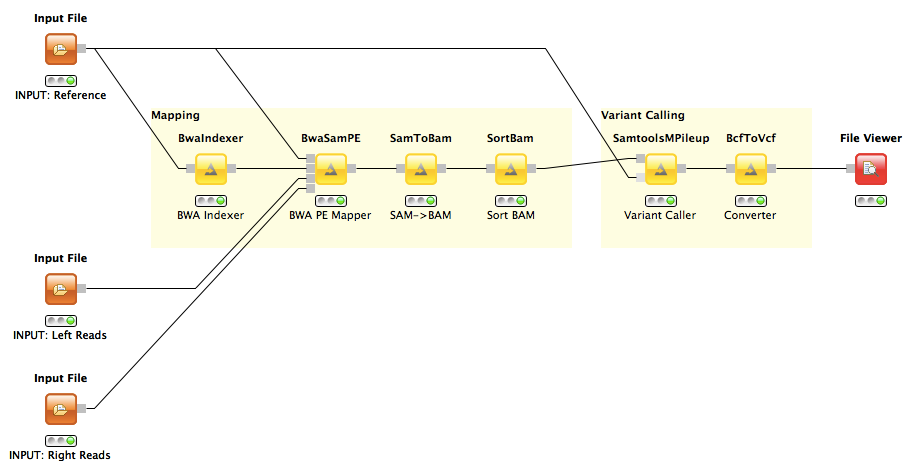 Input File
INPUT: Reference
Mapping
Variant Calling
BwaIndexer
BwaSamPE
SamToBam
SortBam
SamtoolsMPileup
BcfToVcf
File Viewer
BWA Indexer
BWA PE Mapper
SAM->BAM
Sort BAM
Variant Caller
Converter
Input File
INPUT: Left Reads
Input File
INPUT: Right Reads